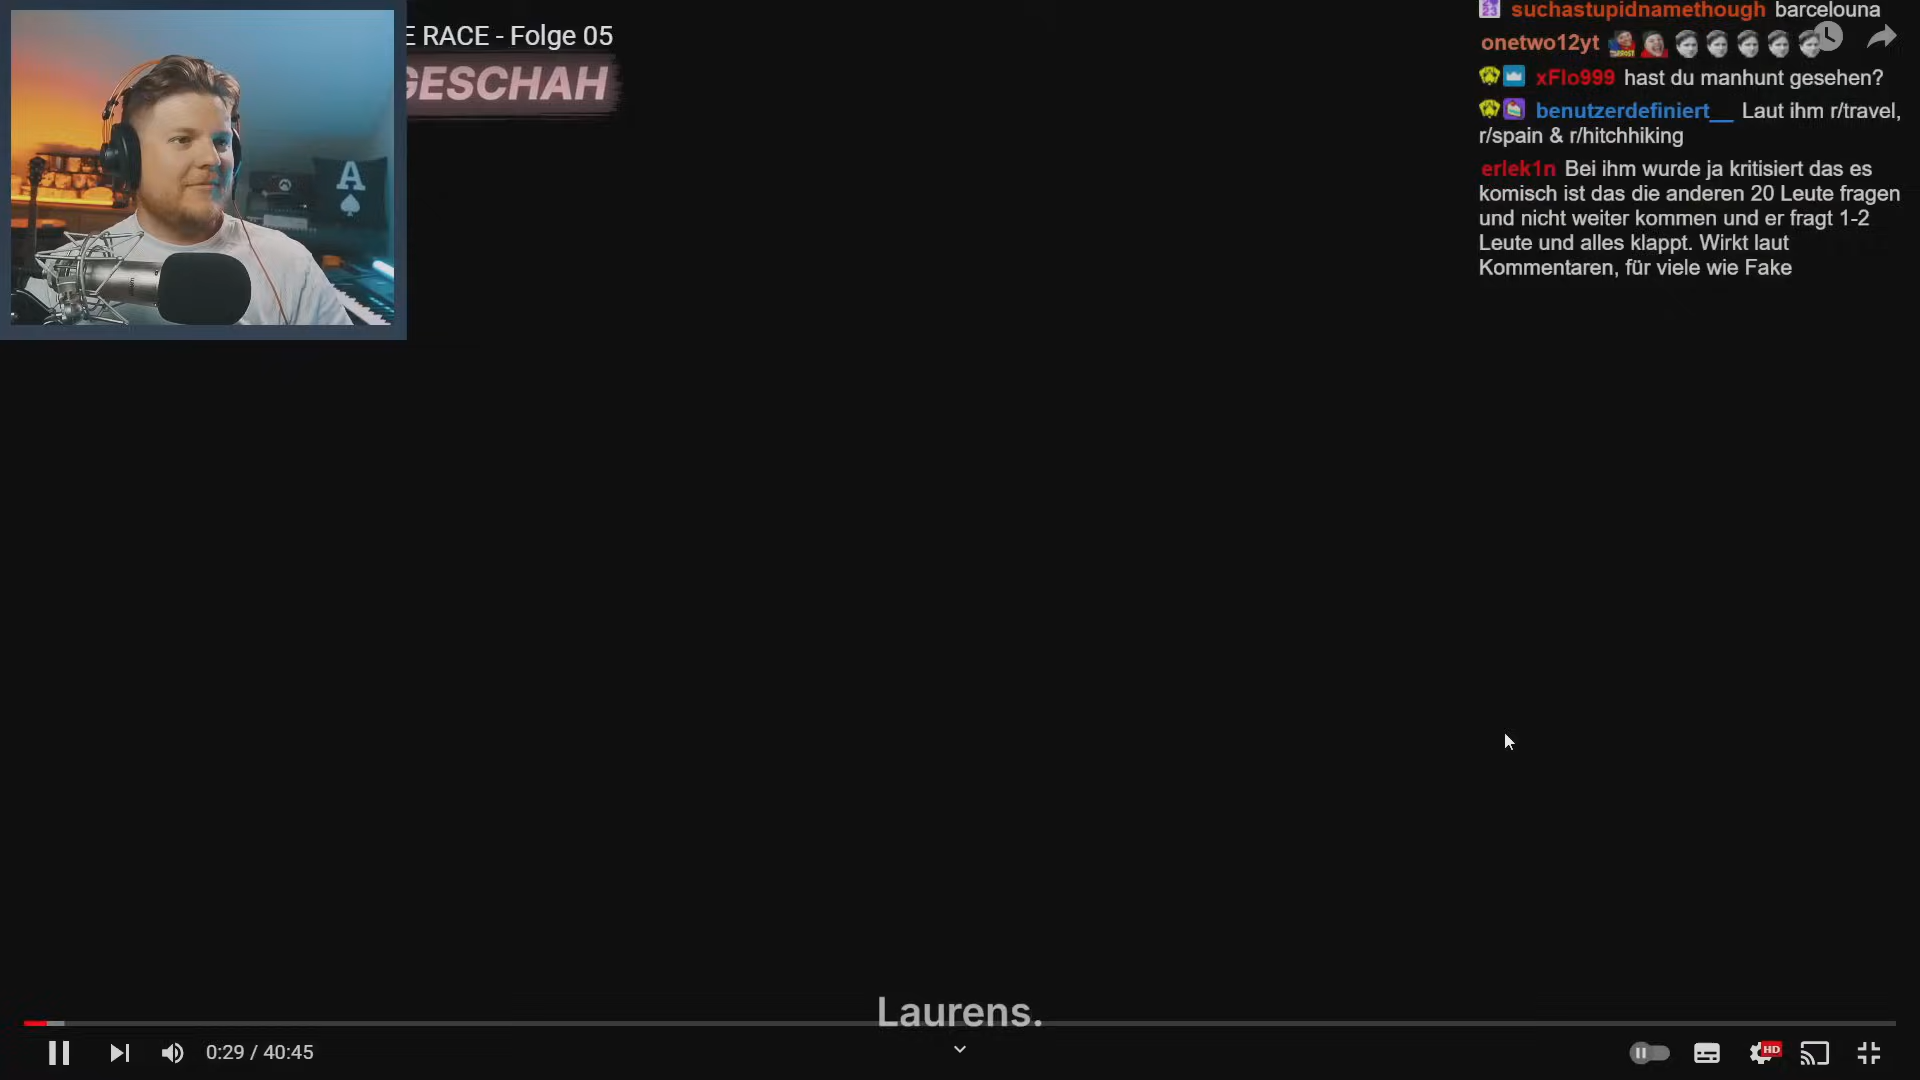 E RACE - Folge 05
GESCHAH
A
23 suchastupidnamethough barcelouna
onetwo12yt
xFlo999 hast du manhunt gesehen?
benutzerdefiniert__ Laut ihm r/travel,
r/spain & r/hitchhiking
erlek1n Bei ihm wurde ja kritisiert das es
komisch ist das die anderen 20 Leute fragen
und nicht weiter kommen und er fragt 1-2
Leute und alles klappt. Wirkt laut
Kommentaren, für viele wie Fake
Laurens.
0:29 / 40:45
HD